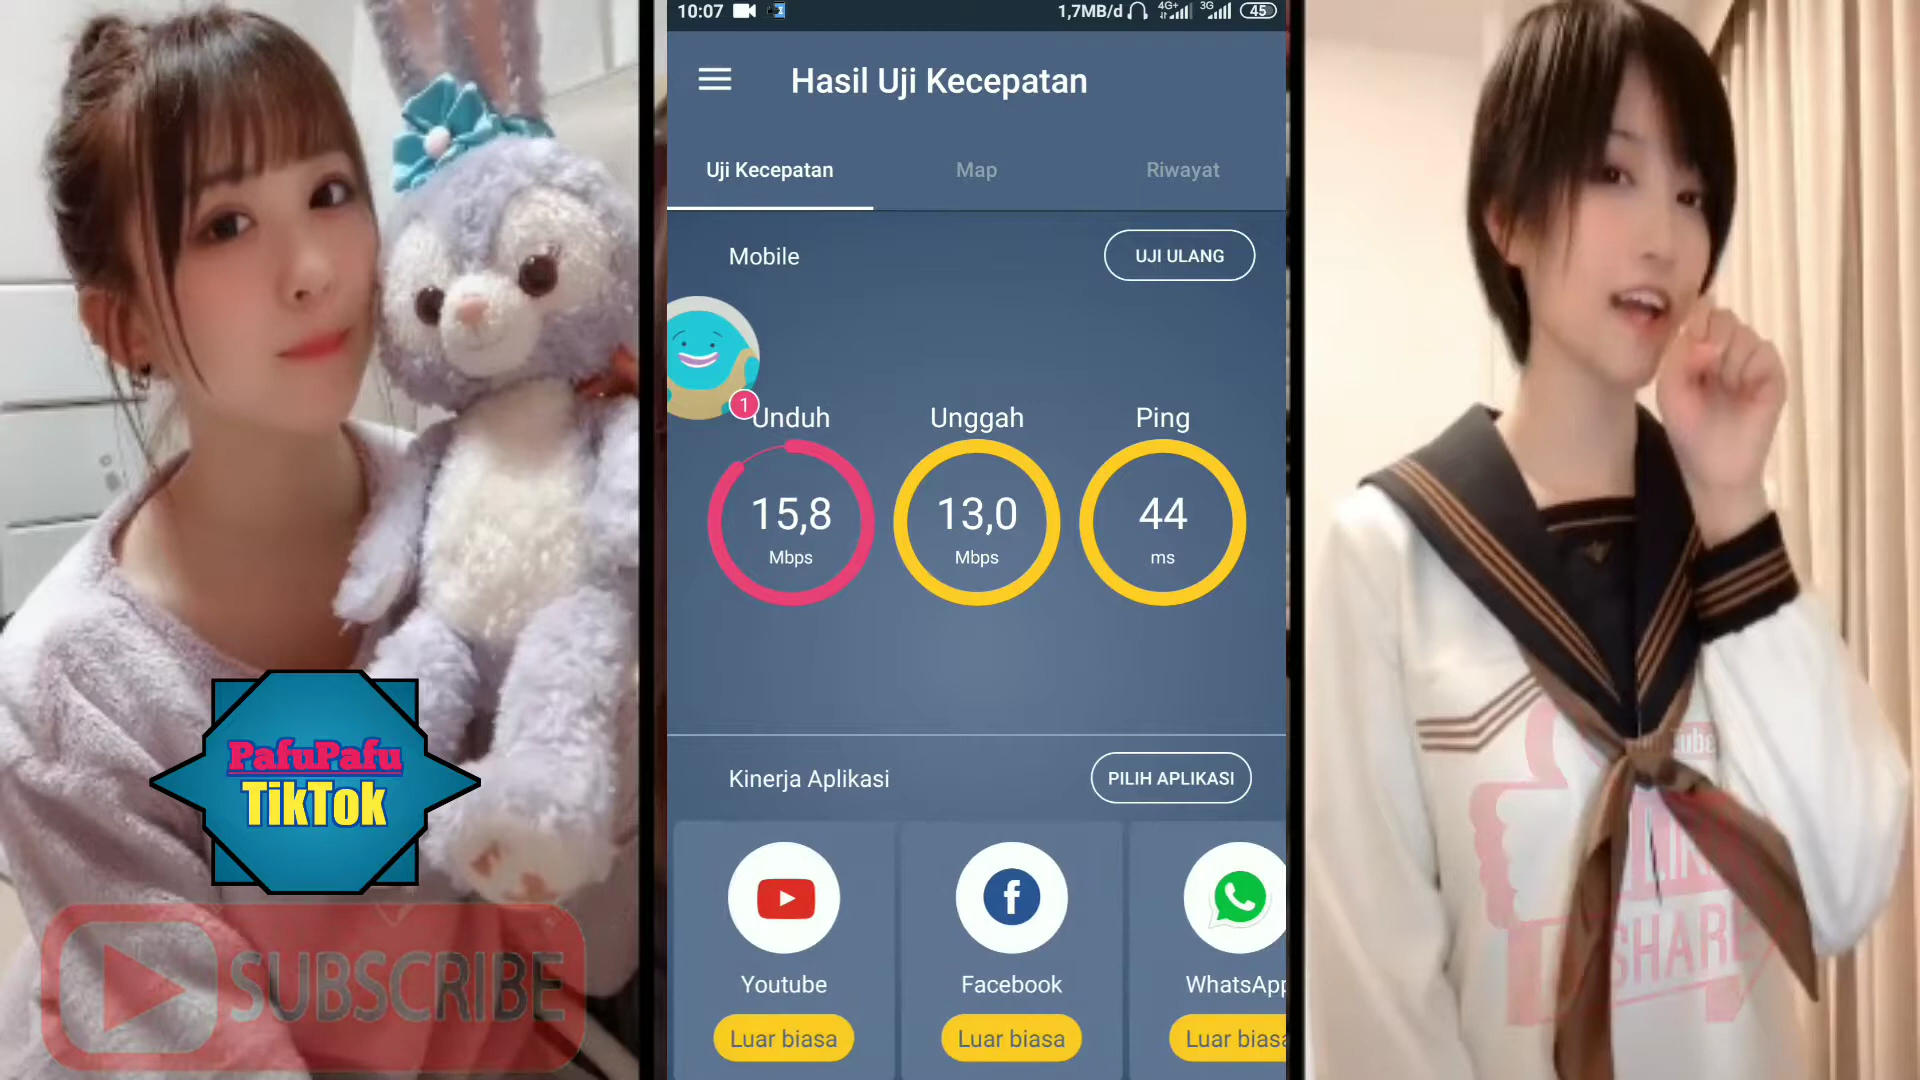 10:07
1,7MB/d
4G+
3G
45
Hasil Uji Kecepatan
Uji Kecepatan
Map
Riwayat
Mobile
UJI ULANG
1
Unduh
Unggah
Ping
15,8
13,0
44
Mbps
Mbps
ms
Kinerja Aplikasi
PILIH APLIKASI
Youtube
Facebook
WhatsApp
Luar biasa
Luar biasa
Luar biasa
PafuPafu
TikTok
SUBSCRIBE
SHARE